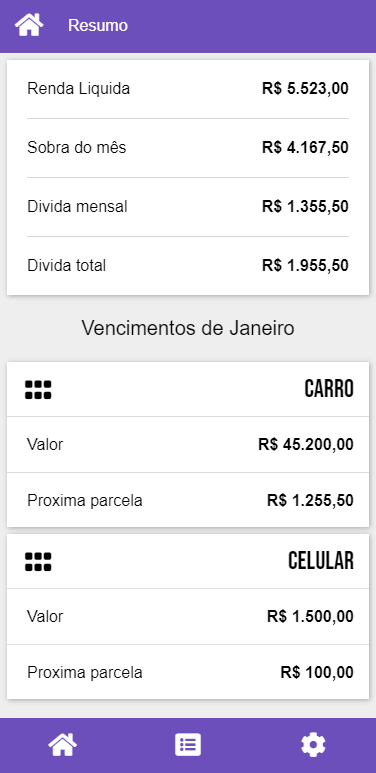 Resumo
Renda Liquida R$ 5.523,00
Sobra do mês R$ 4.167,50
Divida mensal R$ 1.355,50
Divida total R$ 1.955,50
Vencimentos de Janeiro
CARRO
Valor R$ 45.200,00
Proxima parcela R$ 1.255,50
CELULAR
Valor R$ 1.500,00
Proxima parcela R$ 100,00